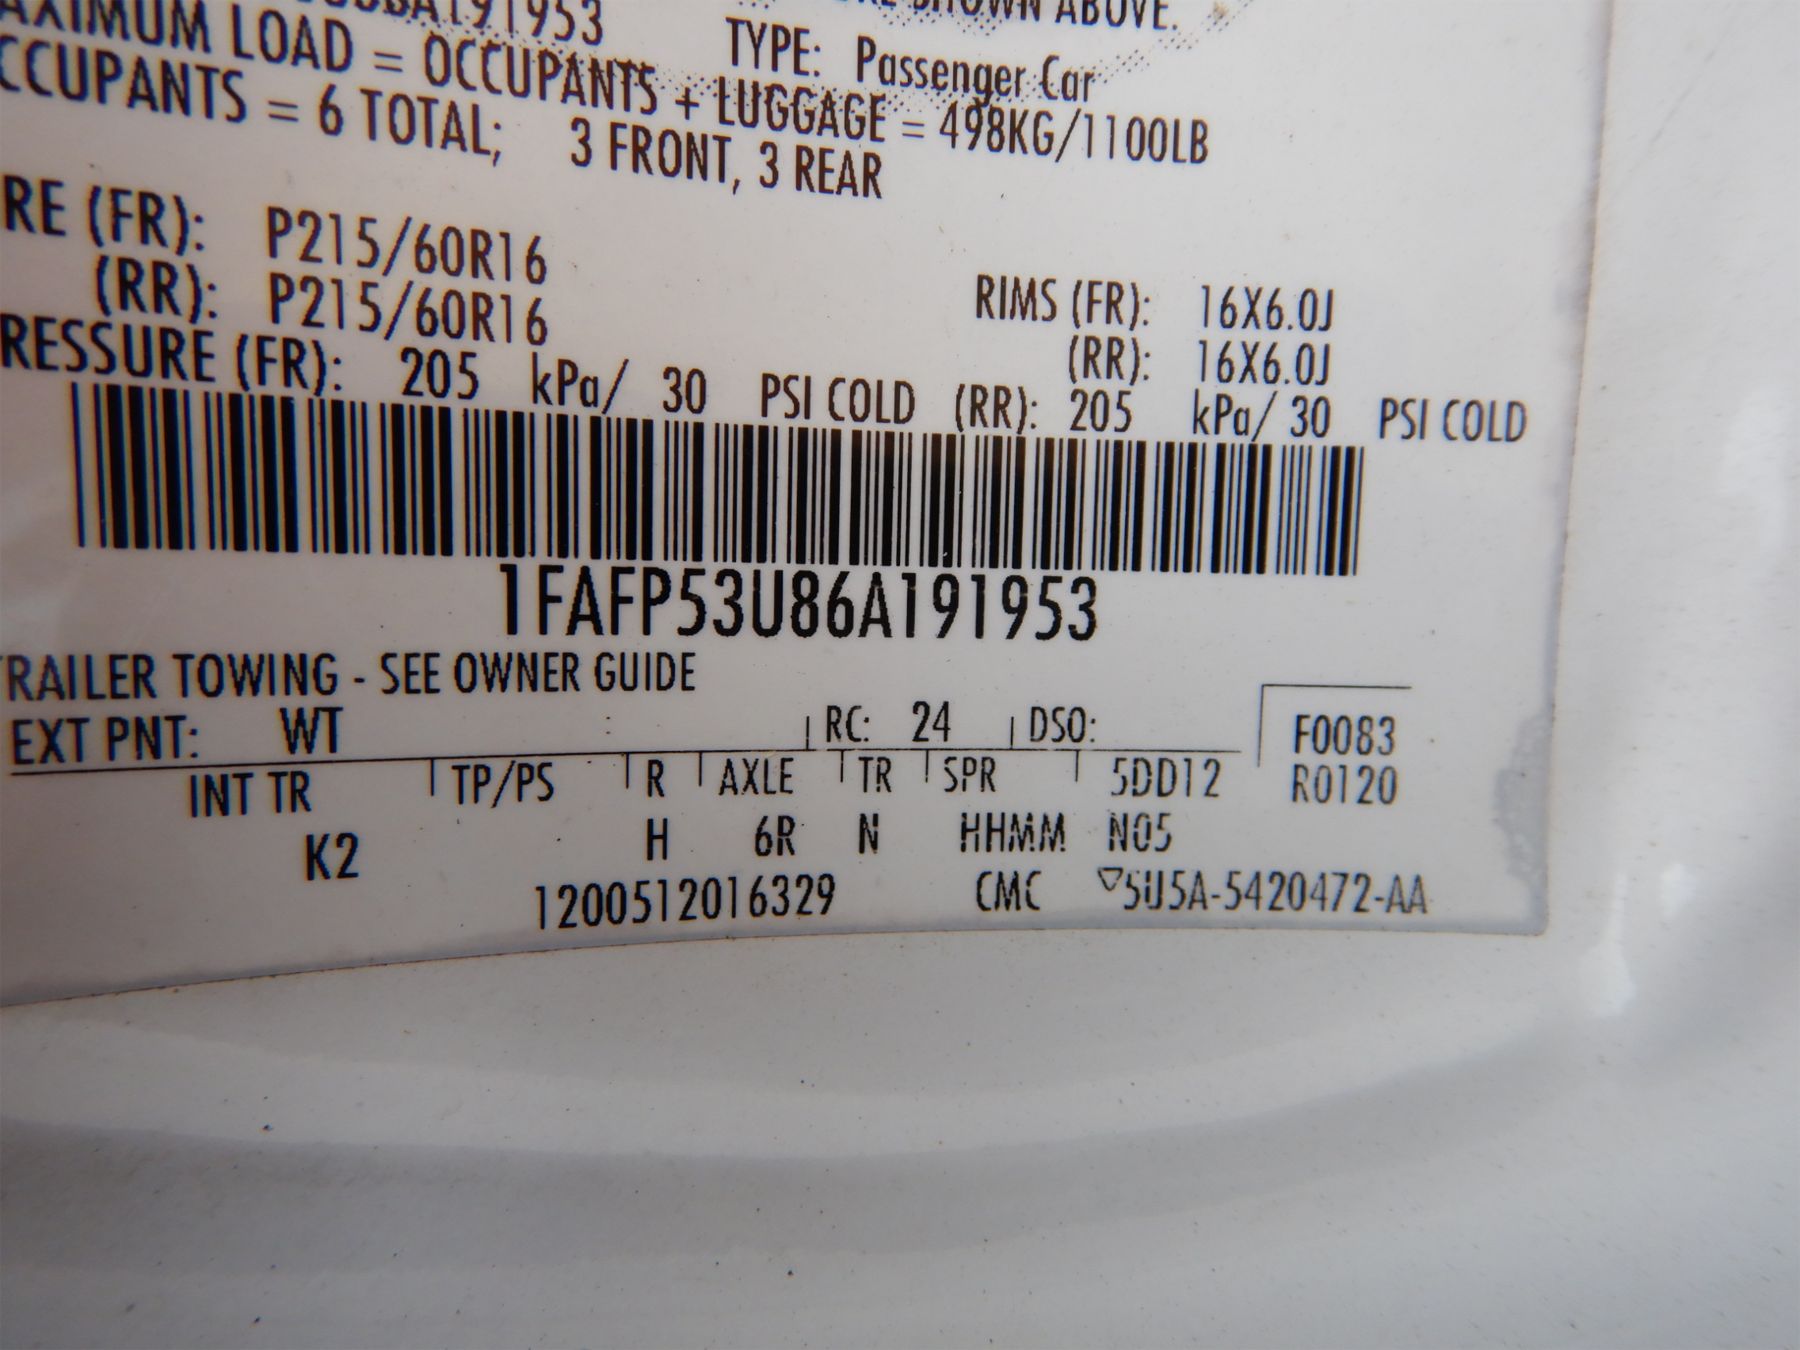 A191953 SHOWN ABOVE.
TYPE: Passenger Car
AXIMUM LOAD = OCCUPANTS + LUGGAGE = 498KG/1100LB
CCUPANTS = 6 TOTAL; 3 FRONT, 3 REAR
RE (FR): P215/60R16 RIMS (FR): 16X6.0J
(RR): P215/60R16 (RR): 16X6.0J
RESSURE (FR): 205 kPa/ 30 PSI COLD (RR): 205 kPa/ 30 PSI COLD
1FAFP53U86A191953
RAILER TOWING - SEE OWNER GUIDE
EXT PNT: WT RC: 24 DSO: F0083
INT TR TP/PS R AXLE TR SPR 5DD12 R0120
K2 H 6R N HHMM N05
1200512016329 CMC ▽5U5A-5420472-AA